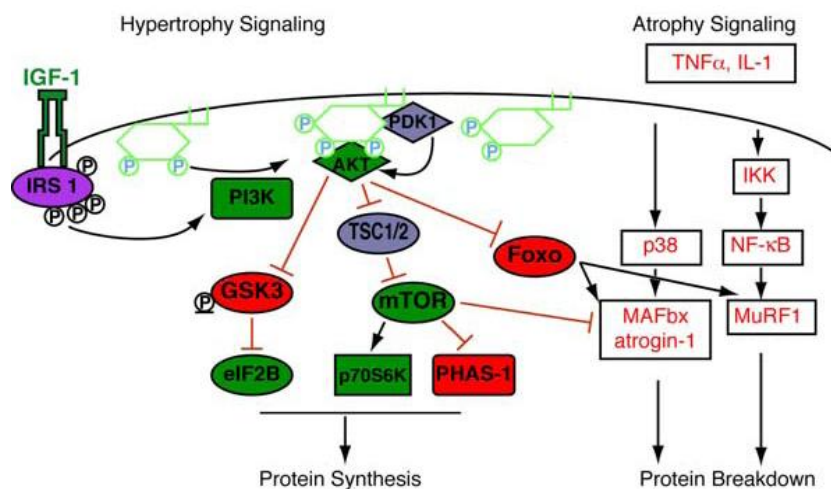 Hypertrophy Signaling
Atrophy Signaling
TNFα, IL-1
IGF-1
PDK1
P
P
P
P
P
P
P
P
AKT
IRS 1
P
P
P
P
PI3K
IKK
TSC1/2
Foxo
p38
NF-κB
P
GSK3
mTOR
MAFbx
atrogin-1
MuRF1
eIF2B
p70S6K
PHAS-1
Protein Synthesis
Protein Breakdown